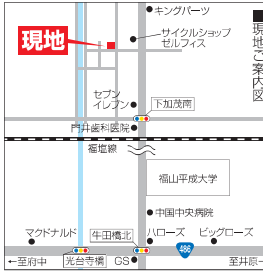 キングパーツ
サイクルショップ
ゼルフィス
現地
現地ご案内図
セブン
イレブン
下加茂南
門井歯科医院
福塩線
福山平成大学
中国中央病院
マクドナルド
牛田橋北
ハローズ
ビッグローズ
486
←至府中
光台寺橋
GS
至井原→